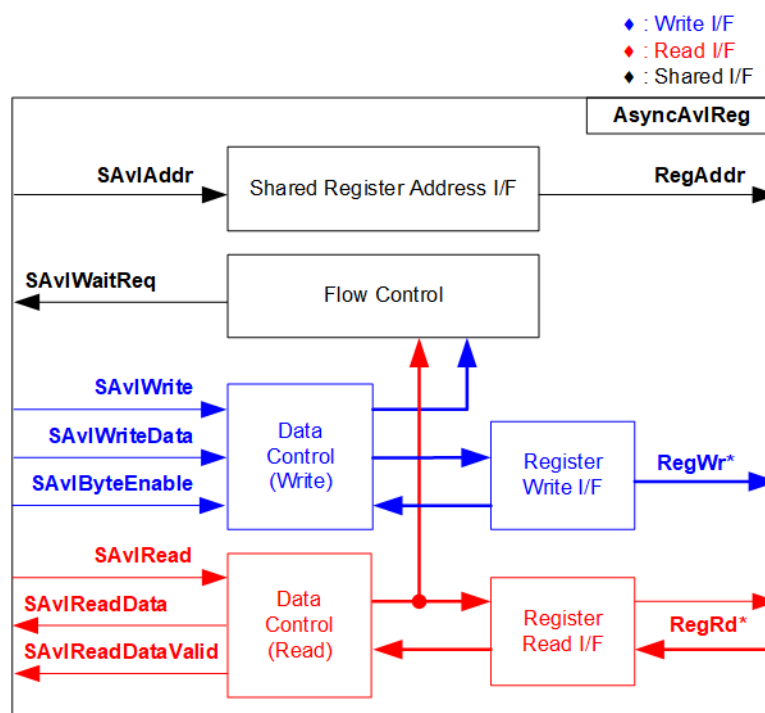 ♦ : Write I/F
♦ : Read I/F
♦ : Shared I/F
AsyncAvlReg
SAvlAddr
Shared Register Address I/F
RegAddr
SAvlWaitReq
Flow Control
SAvlWrite
SAvlWriteData
SAvlByteEnable
Data
Control
(Write)
Register
Write I/F
RegWr*
SAvlRead
SAvlReadData
SAvlReadDataValid
Data
Control
(Read)
Register
Read I/F
RegRd*